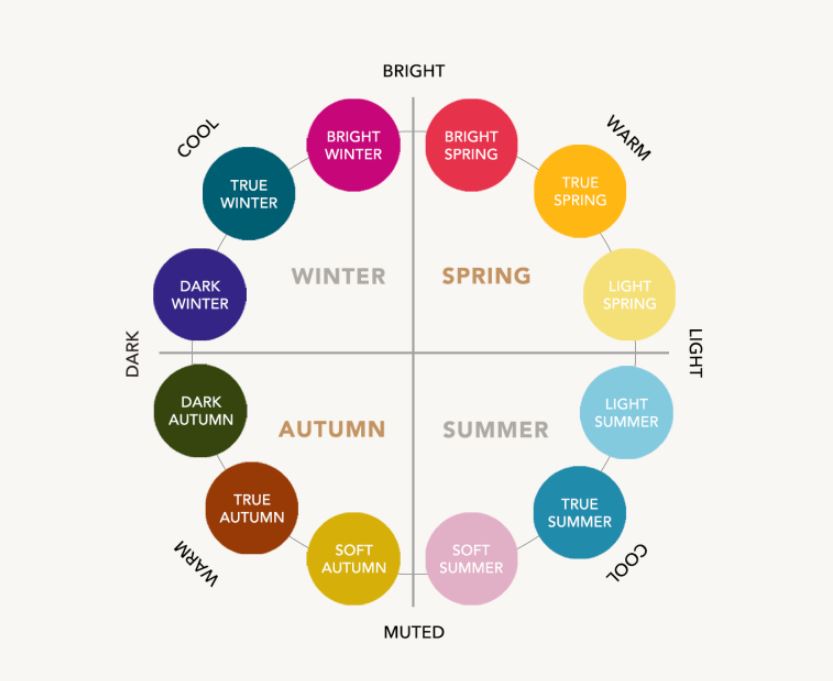 BRIGHT
COOL
WARM
BRIGHT
WINTER
BRIGHT
SPRING
TRUE
WINTER
TRUE
SPRING
DARK
WINTER
WINTER
SPRING
LIGHT
SPRING
DARK
LIGHT
DARK
AUTUMN
AUTUMN
SUMMER
LIGHT
SUMMER
TRUE
AUTUMN
TRUE
SUMMER
WARM
SOFT
AUTUMN
SOFT
SUMMER
COOL
MUTED